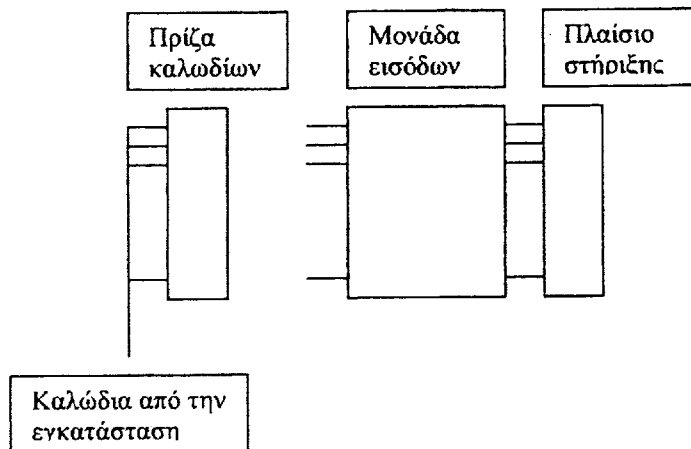 Πρίζα
καλωδίων
Μονάδα
εισόδων
Πλαίσιο
στήριξης
Καλώδια από την
εγκατάσταση